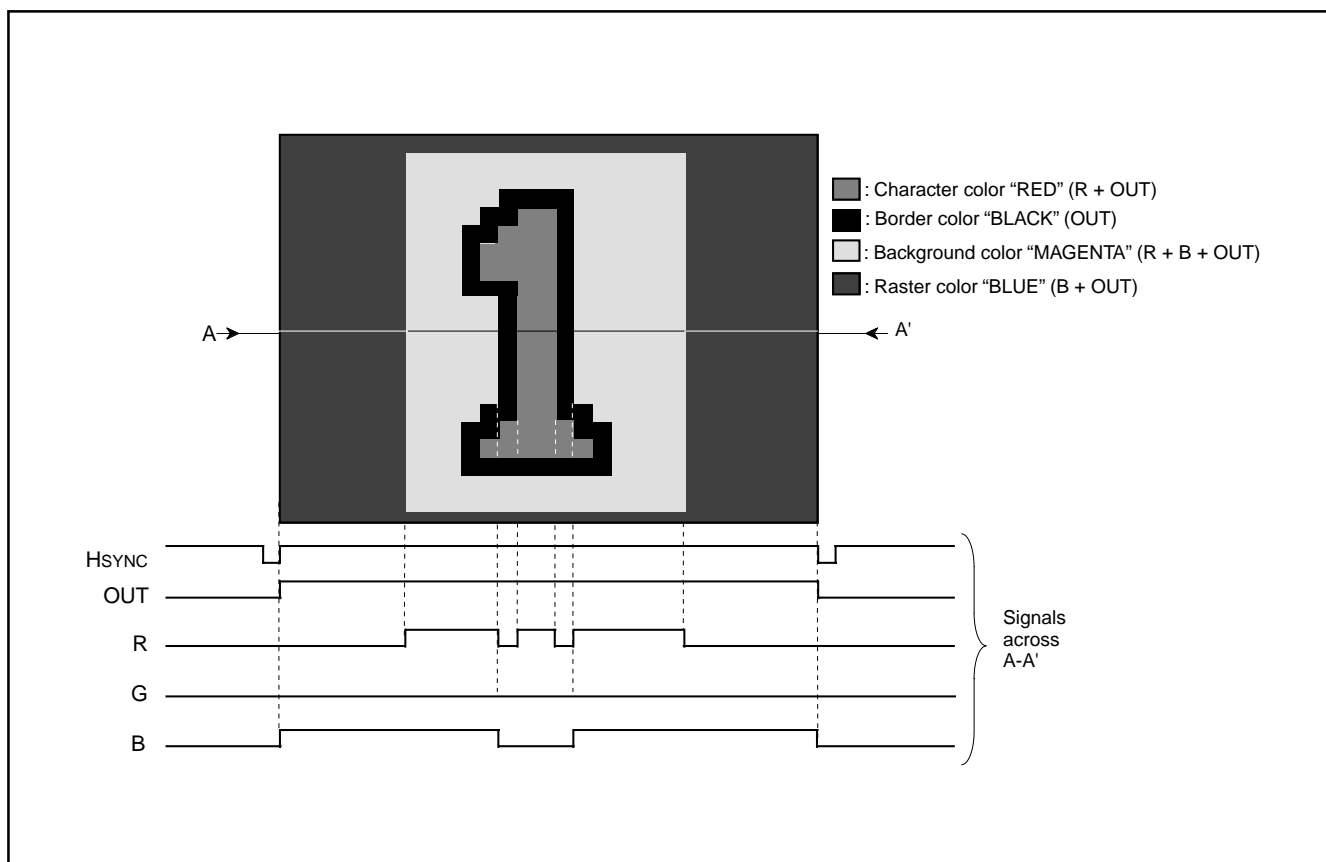 : Character color “RED” (R + OUT)
: Border color “BLACK” (OUT)
: Background color “MAGENTA” (R + B + OUT)
: Raster color “BLUE” (B + OUT)
A
A'
HSYNC
OUT
R
G
B
Signals
across
A-A'